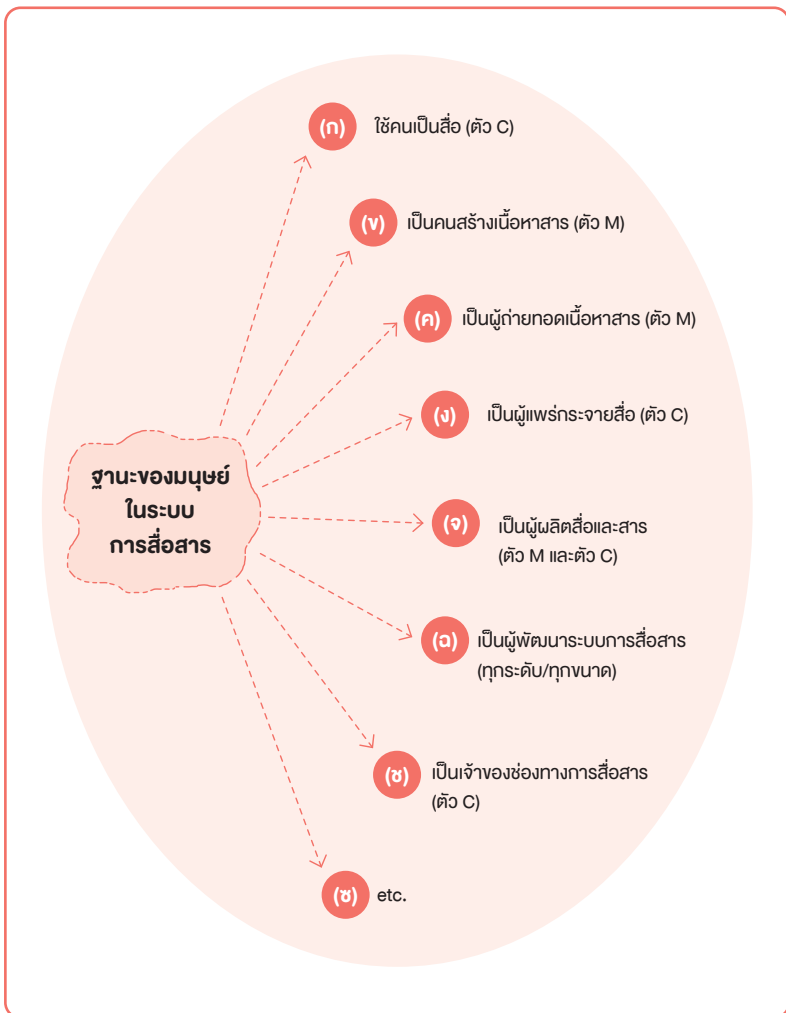 (ก) ใช้คนเป็นสื่อ (ตัว C)
(ข) เป็นคนสร้างเนื้อหาสาร (ตัว M)
(ค) เป็นผู้ถ่ายทอดเนื้อหาสาร (ตัว M)
(ง) เป็นผู้แพร่กระจายสื่อ (ตัว C)
ฐานะของมนุษย์
ในระบบ
การสื่อสาร
(จ) เป็นผู้ผลิตสื่อและสาร
(ตัว M และตัว C)
(ฉ) เป็นผู้พัฒนาระบบการสื่อสาร
(ทุกระดับ/ทุกขนาด)
(ช) เป็นเจ้าของช่องทางการสื่อสาร
(ตัว C)
(ซ) etc.